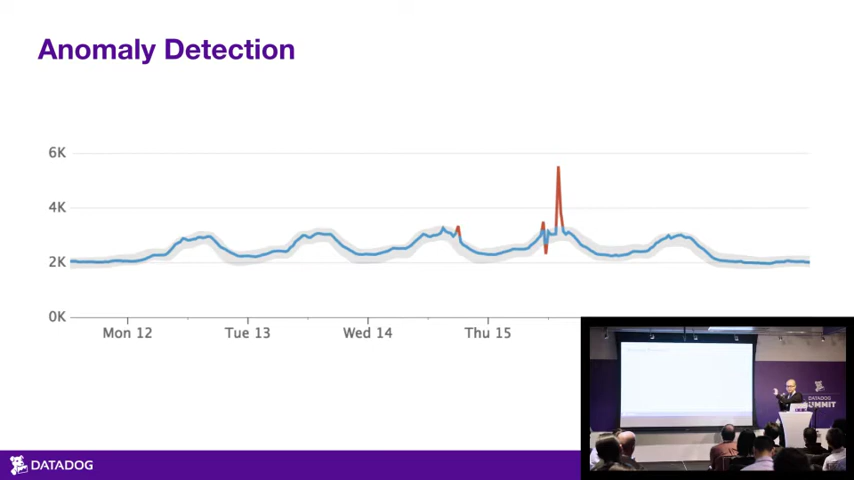 Anomaly Detection
6K
4K
2K
0K
Mon 12
Tue 13
Wed 14
Thu 15
DATADOG
SUMMIT
DATADOG